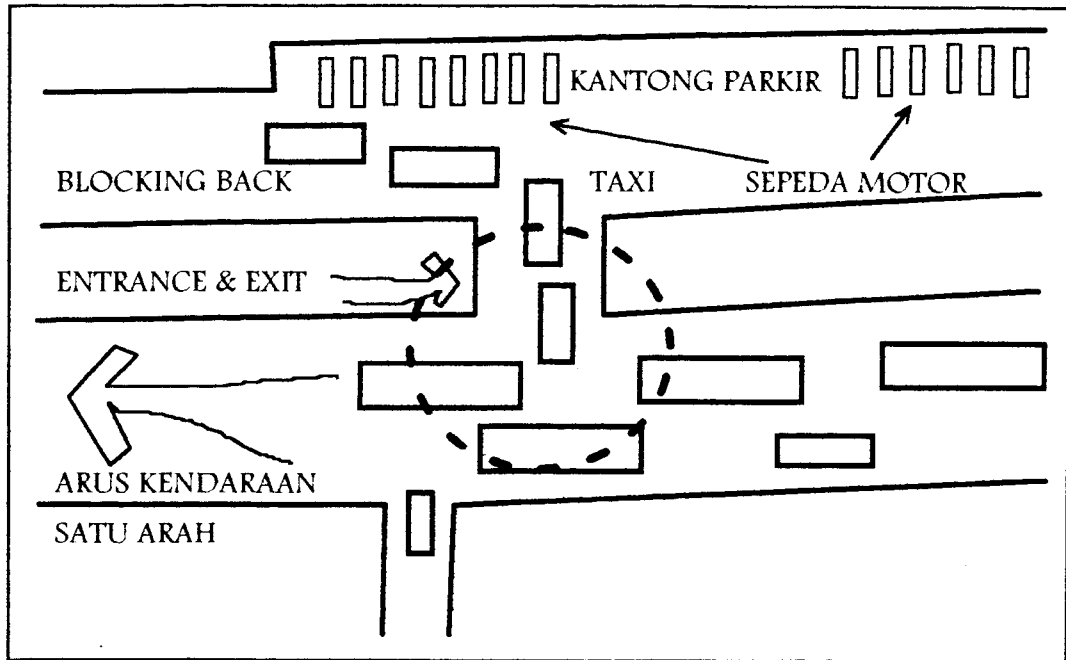 KANTONG PARKIR
BLOCKING BACK
TAXI
SEPEDA MOTOR
ENTRANCE & EXIT
ARUS KENDARAAN
SATU ARAH